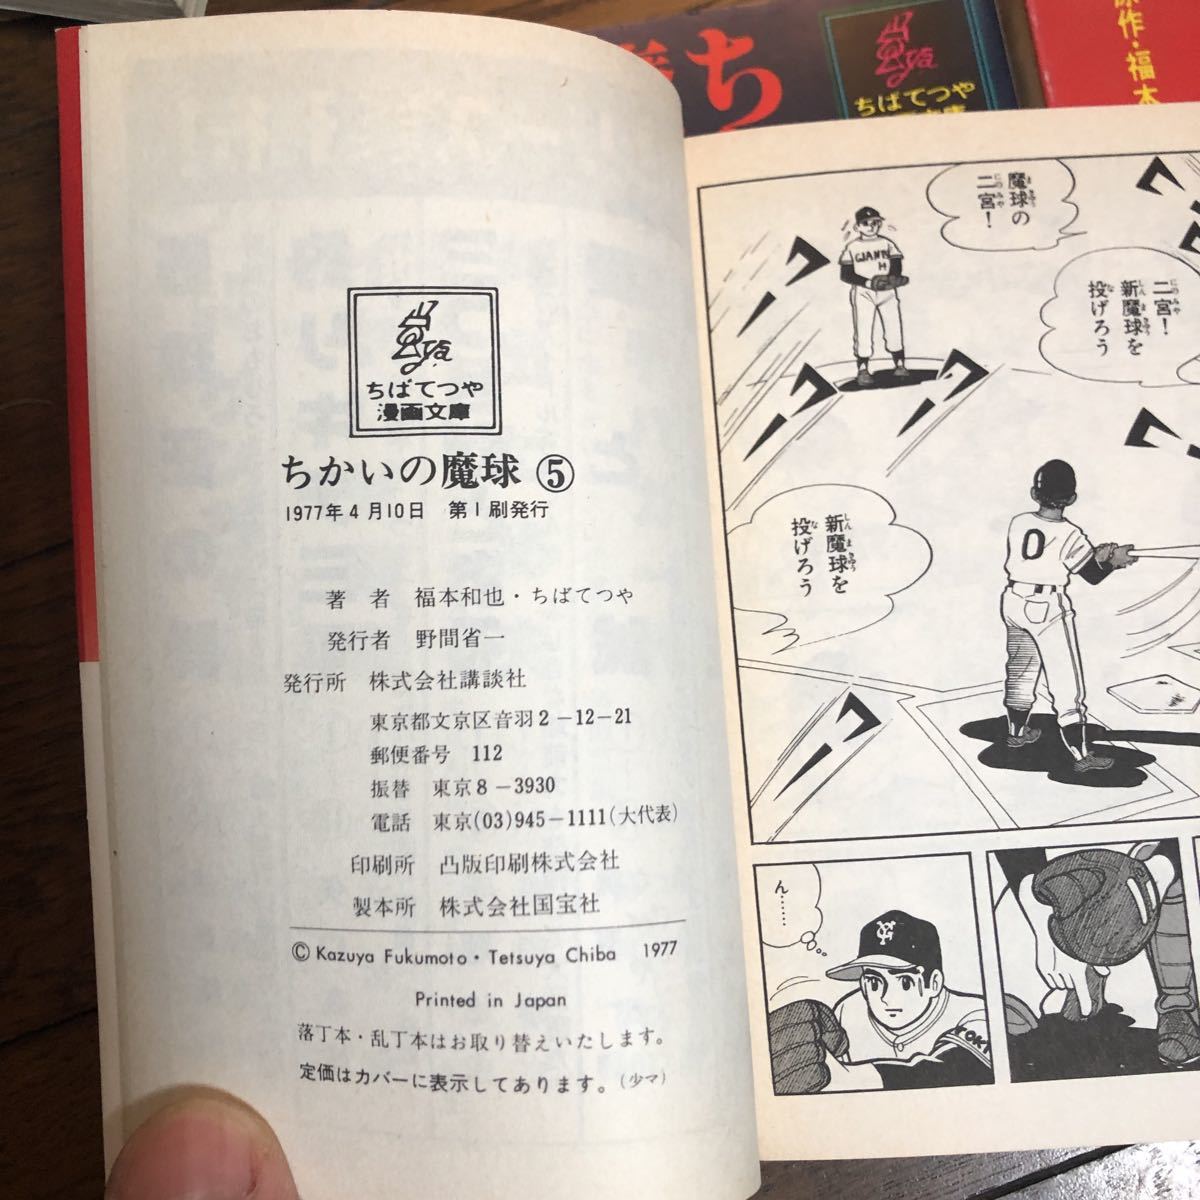 ちばてつや
漫画文庫
ちかいの魔球 ⑤
1977年4月10日　第1刷発行
著　者　福本和也・ちばてつや
発行者　野間省一
発行所　株式会社講談社
東京都文京区音羽2-12-21
郵便番号　112
振替　東京8-3930
電話　東京(03)945-1111(大代表)
印刷所　凸版印刷株式会社
製本所　株式会社国宝社
© Kazuya Fukumoto・Tetsuya Chiba　1977
Printed in Japan
落丁本・乱丁本はお取り替えいたします。
定価はカバーに表示してあります。(少マ)
ち
ちばてつや
原作・福本
魔球の
二宮！
二宮！
新魔球を
投げろう
新魔球を
投げろう
GIANTS
H
0
ん……